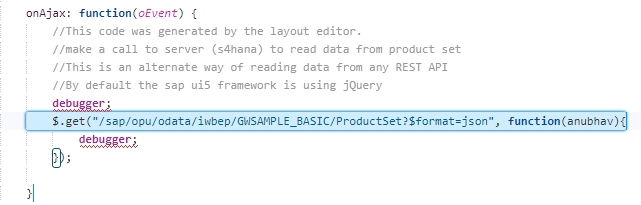 onAjax: function(oEvent) {
//This code was generated by the layout editor.
//make a call to server (s4hana) to read data from product set
//This is an alternate way of reading data from any REST API
//By default the sap ui5 framework is using jQuery
debugger;
$.get("/sap/opu/odata/iwbep/GWSAMPLE_BASIC/ProductSet?$format=json", function(anubhav){
debugger;
});
}